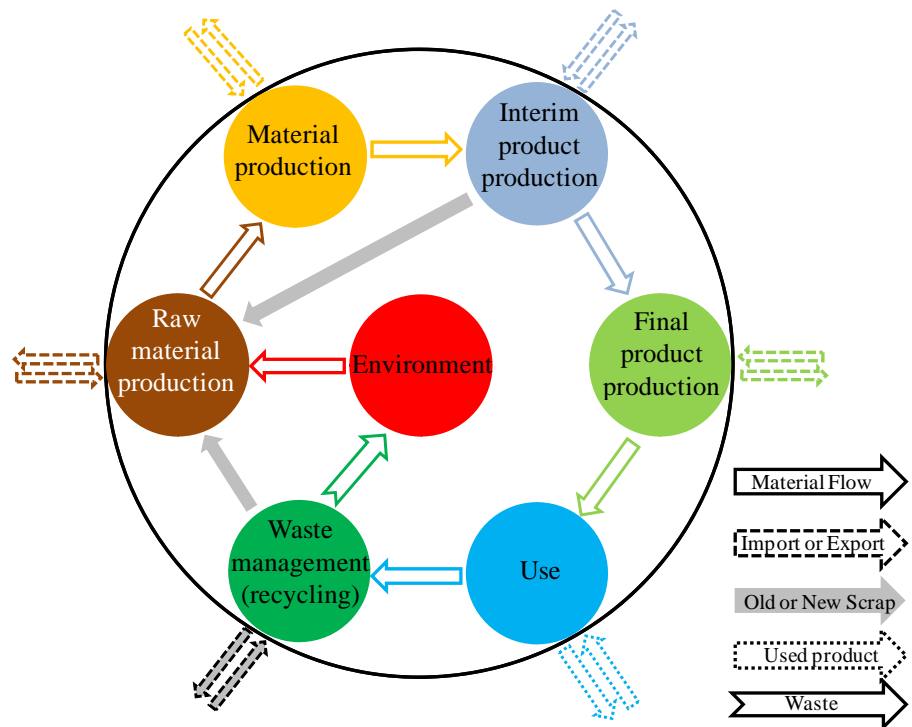 Material
production
Interim
product
production
Raw
material
production
Environment
Final
product
production
Waste
management
(recycling)
Use
Material Flow
Import or Export
Old or New Scrap
Used product
Waste